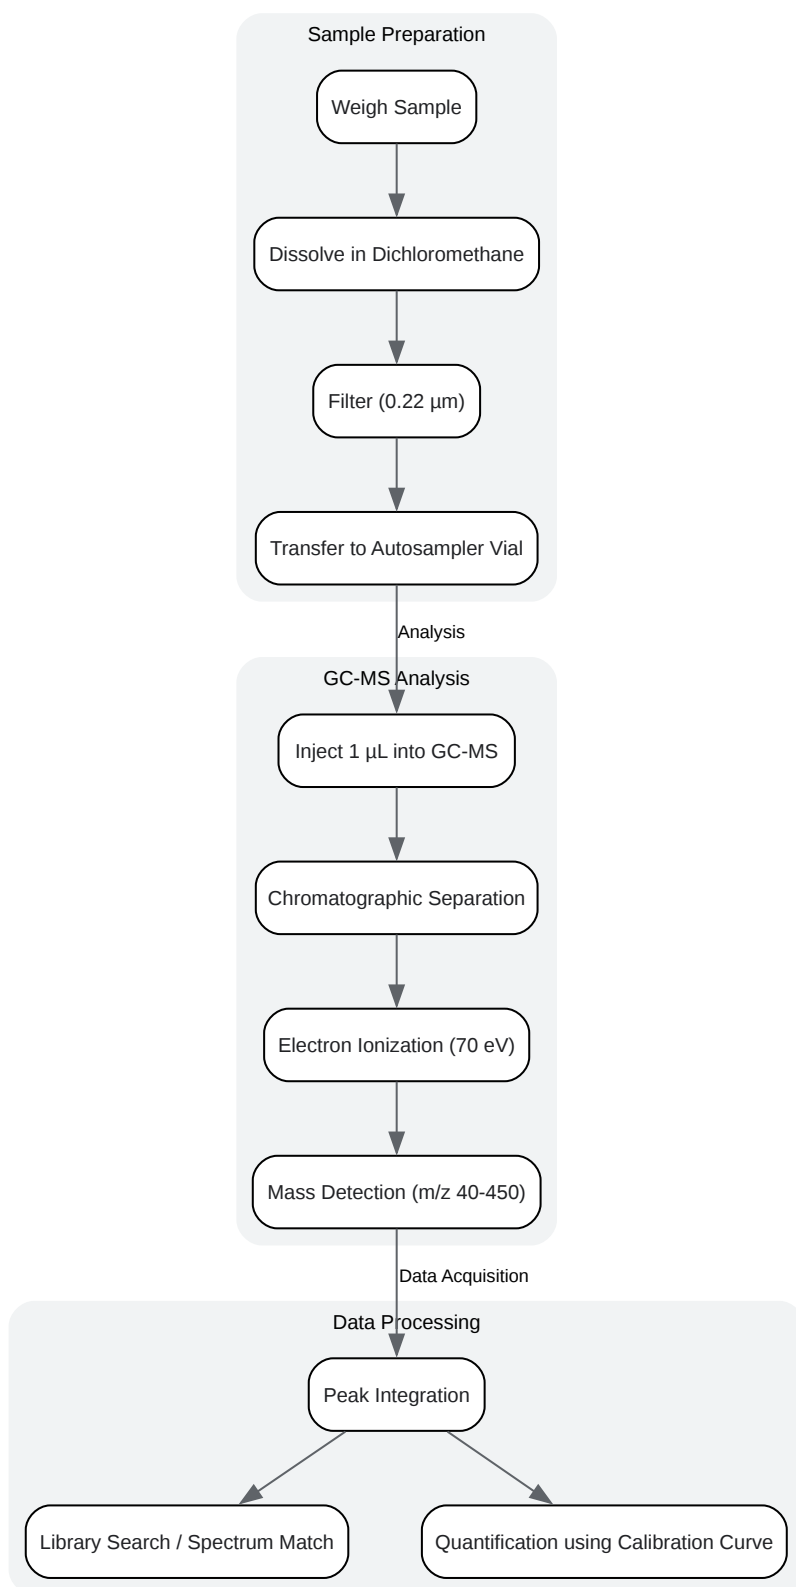 Sample Preparation
Weigh Sample
Dissolve in Dichloromethane
Filter (0.22 µm)
Transfer to Autosampler Vial
Analysis
GC-MS Analysis
Inject 1 µL into GC-MS
Chromatographic Separation
Electron Ionization (70 eV)
Mass Detection (m/z 40-450)
Data Acquisition
Data Processing
Peak Integration
Library Search / Spectrum Match
Quantification using Calibration Curve